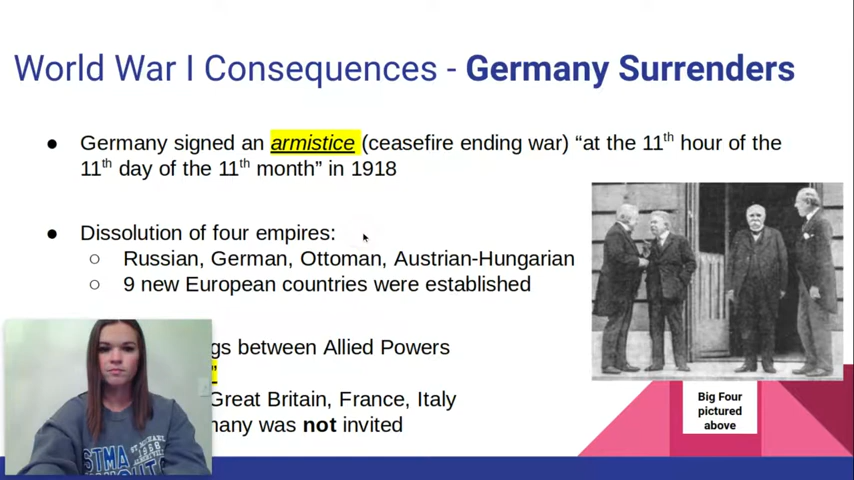 World War I Consequences - Germany Surrenders
● Germany signed an armistice (ceasefire ending war) “at the 11th hour of the
11th day of the 11th month” in 1918
● Dissolution of four empires:
○ Russian, German, Ottoman, Austrian-Hungarian
○ 9 new European countries were established
gs between Allied Powers
”
Great Britain, France, Italy
many was not invited
Big Four
pictured
above
STMA